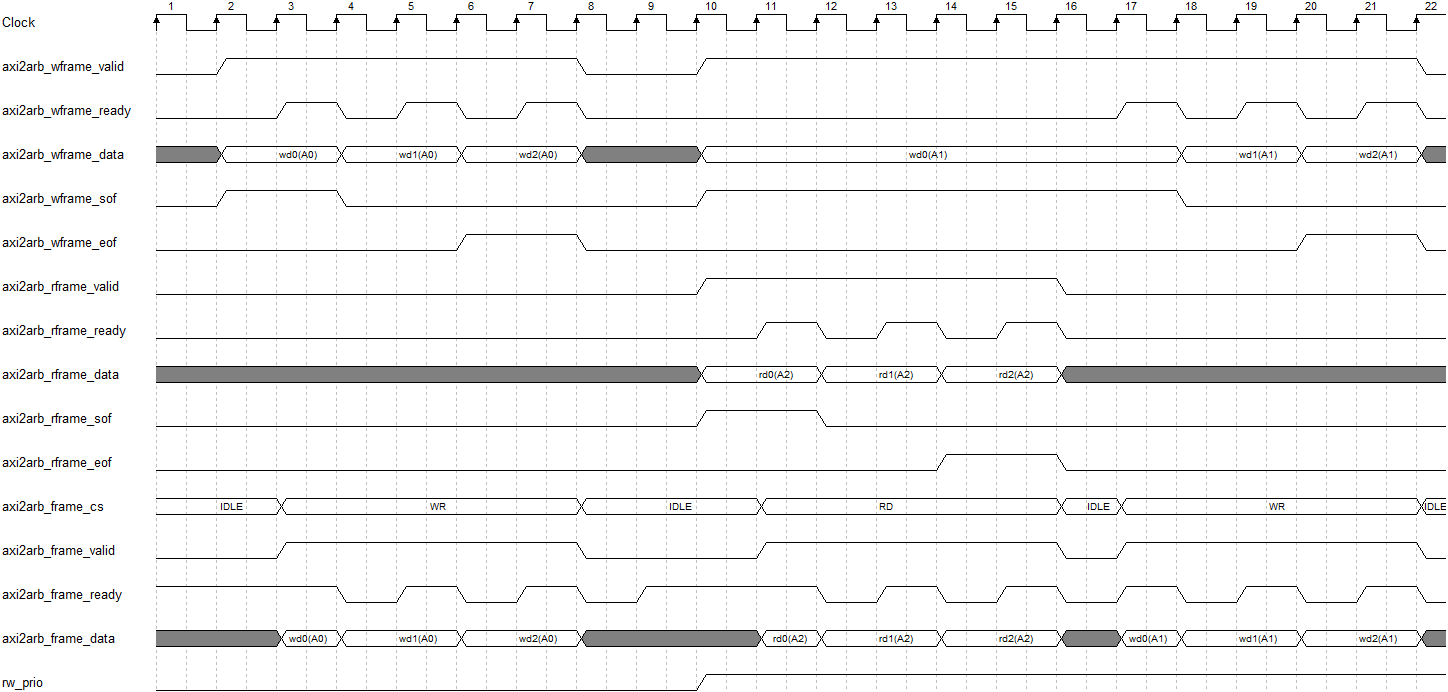 1 2 3 4 5 6 7 8 9 10 11 12 13 14 15 16 17 18 19 20 21 22
Clock
axi2arb_wframe_valid
axi2arb_wframe_ready
axi2arb_wframe_data wd0(A0) wd1(A0) wd2(A0) wd0(A1) wd1(A1) wd2(A1)
axi2arb_wframe_sof
axi2arb_wframe_eof
axi2arb_rframe_valid
axi2arb_rframe_ready
axi2arb_rframe_data rd0(A2) rd1(A2) rd2(A2)
axi2arb_rframe_sof
axi2arb_rframe_eof
axi2arb_frame_cs IDLE WR IDLE RD IDLE WR IDLE
axi2arb_frame_valid
axi2arb_frame_ready
axi2arb_frame_data wd0(A0) wd1(A0) wd2(A0) rd0(A2) rd1(A2) rd2(A2) wd0(A1) wd1(A1) wd2(A1)
rw_prio